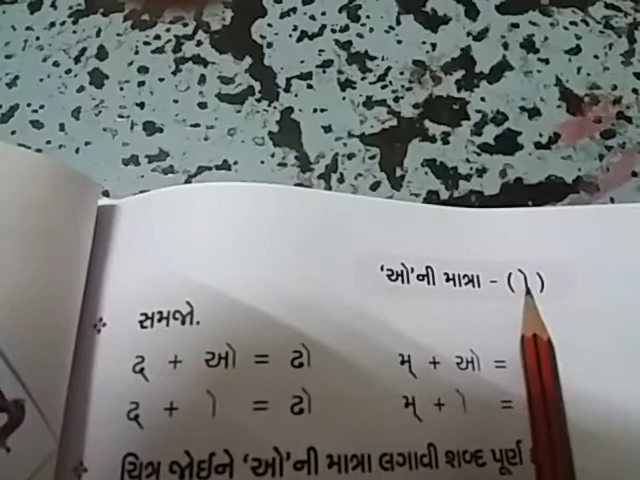 ‘ઓ’ની માત્રા - ( ો )
સમજો.
દ્ + ઓ = દો મ્ + ઓ =
દ્ + ો = દો મ્ + ો =
ચિત્ર જોઈને ‘ઓ’ની માત્રા લગાવી શબ્દ પૂર્ણ